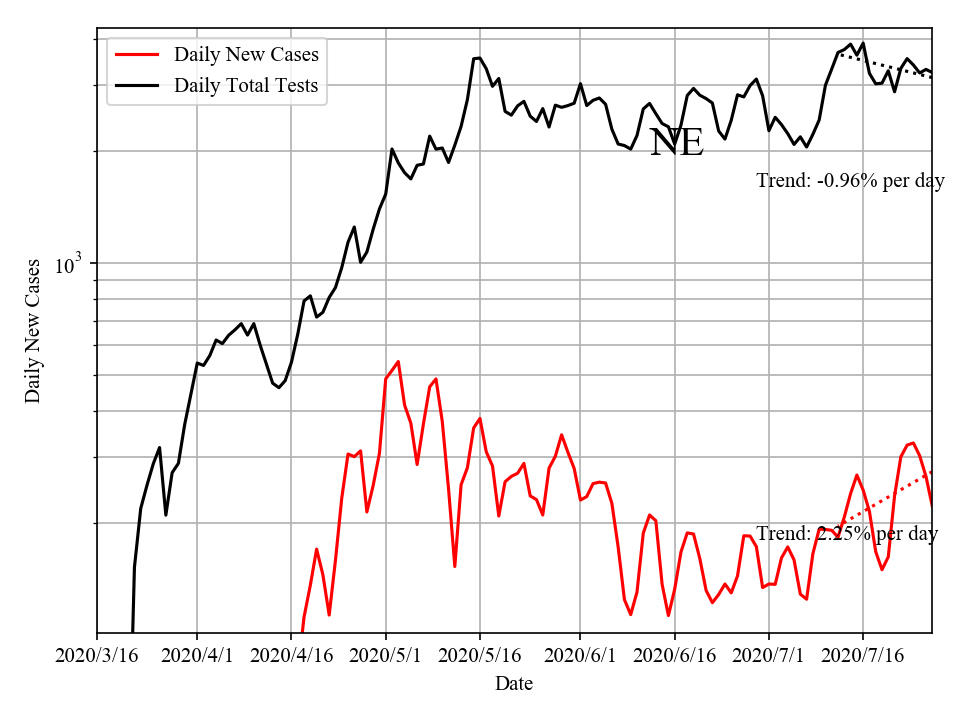 Daily New Cases
Daily Total Tests
NE
Trend: -0.96% per day
10³
Daily New Cases
Trend: 2.25% per day
2020/3/16 2020/4/1 2020/4/16 2020/5/1 2020/5/16 2020/6/1 2020/6/16 2020/7/1 2020/7/16
Date